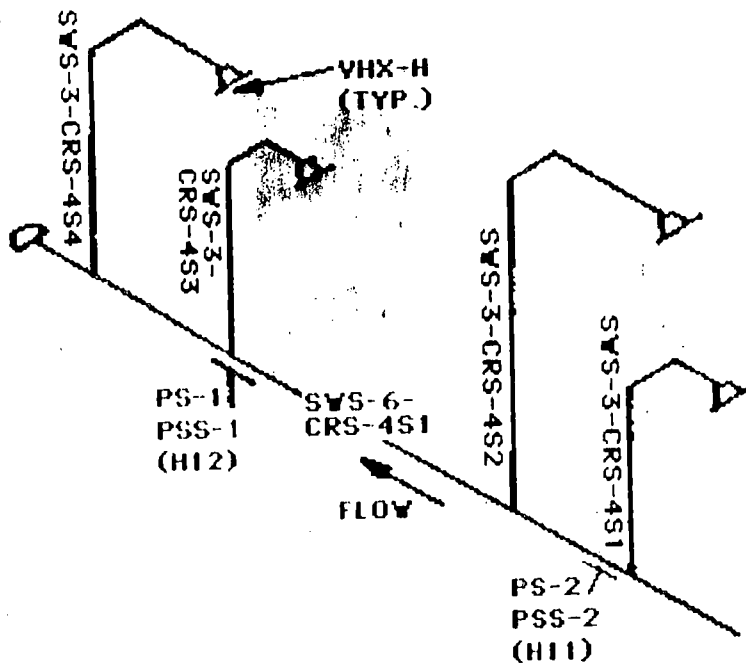 SWS-3-CRS-4S4
VHX-H
(TYP.)
SWS-3-
CRS-4S3
SWS-3-CRS-4S2
SWS-3-CRS-4S1
PS-1
PSS-1
(H12)
SWS-6-
CRS-4S1
FLOW
PS-2
PSS-2
(H11)